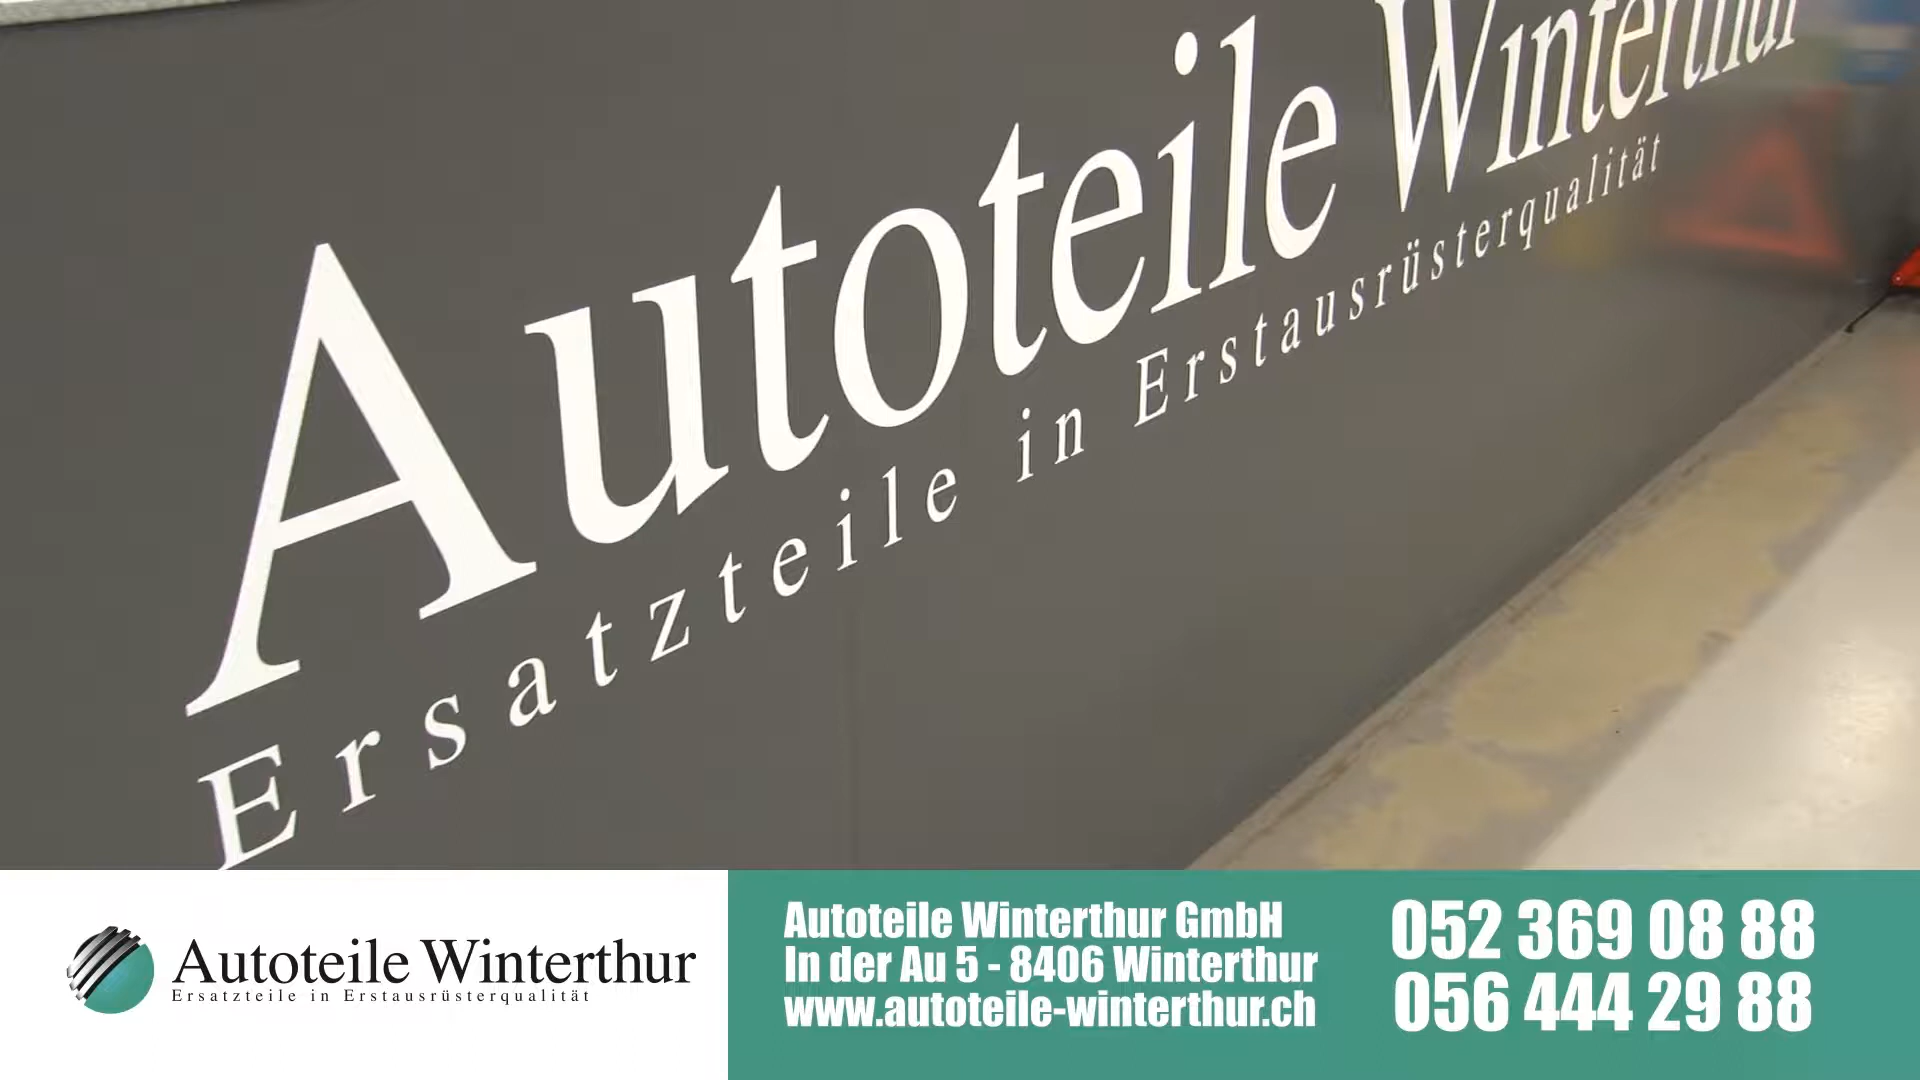 Autoteile Winterthur
Ersatzteile in Erstausrüsterqualität
Autoteile Winterthur
Ersatzteile in Erstausrüsterqualität
Autoteile Winterthur GmbH
In der Au 5 - 8406 Winterthur
www.autoteile-winterthur.ch
052 369 08 88
056 444 29 88